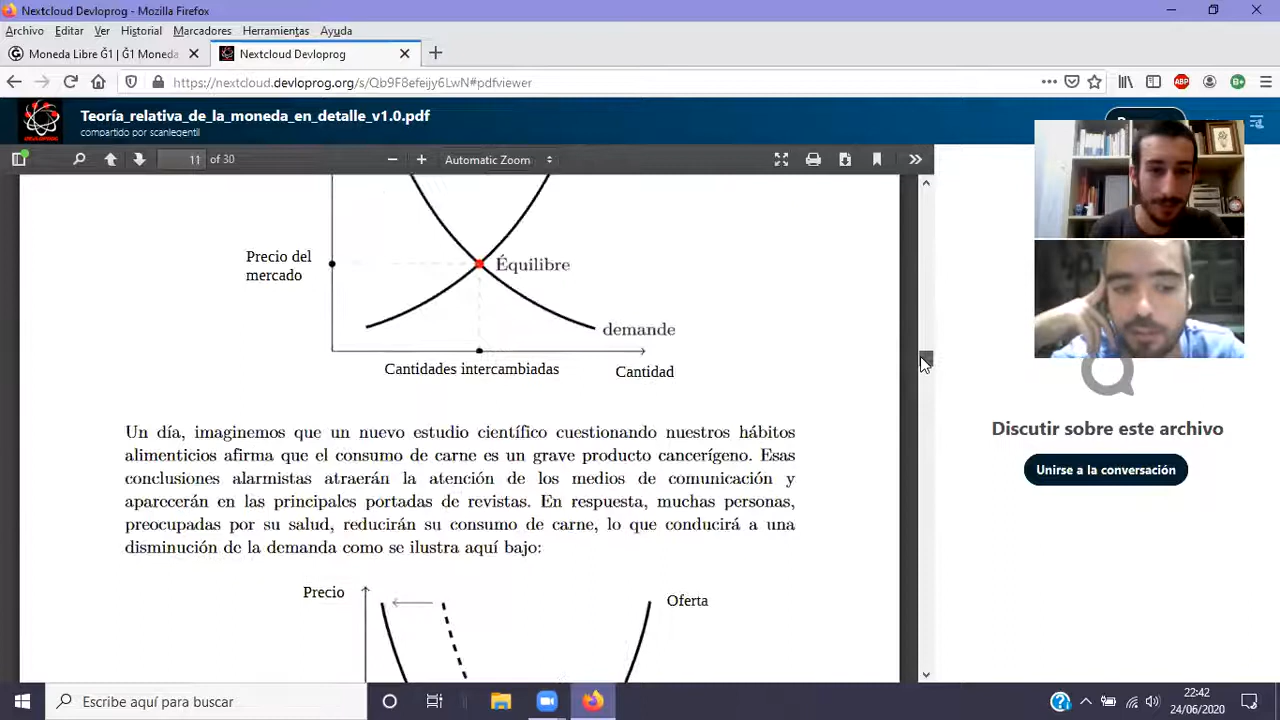 Nextcloud Devloprog - Mozilla Firefox
Archivo Editar Ver Historial Marcadores Herramientas Ayuda
Moneda Libre Ğ1 | Ğ1 Moneda
Nextcloud Devloprog
https://nextcloud.devloprog.org/s/Qb9F8efeijy6LwN#pdfviewer
ABP
Teoría_relativa_de_la_moneda_en_detalle_v1.0.pdf
compartido por scanlegentil
11 of 30
Automatic Zoom
Precio del
mercado
Équilibre
demande
Cantidades intercambiadas
Cantidad
Un día, imaginemos que un nuevo estudio científico cuestionando nuestros hábitos
alimenticios afirma que el consumo de carne es un grave producto cancerígeno. Esas
conclusiones alarmistas atraerán la atención de los medios de comunicación y
aparecerán en las principales portadas de revistas. En respuesta, muchas personas,
preocupadas por su salud, reducirán su consumo de carne, lo que conducirá a una
disminución de la demanda como se ilustra aquí bajo:
Precio
Oferta
Discutir sobre este archivo
Unirse a la conversación
Escribe aquí para buscar
22:42
24/06/2020